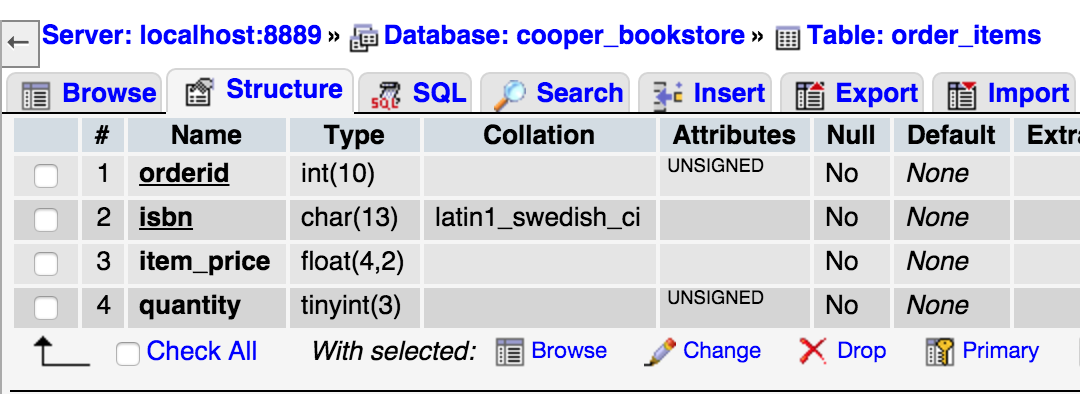 ← Server: localhost:8889 » Database: cooper_bookstore » Table: order_items
Browse Structure SQL Search Insert Export Import
# Name Type Collation Attributes Null Default Extra
1 orderid int(10) UNSIGNED No None
2 isbn char(13) latin1_swedish_ci No None
3 item_price float(4,2) No None
4 quantity tinyint(3) UNSIGNED No None
Check All With selected: Browse Change Drop Primary